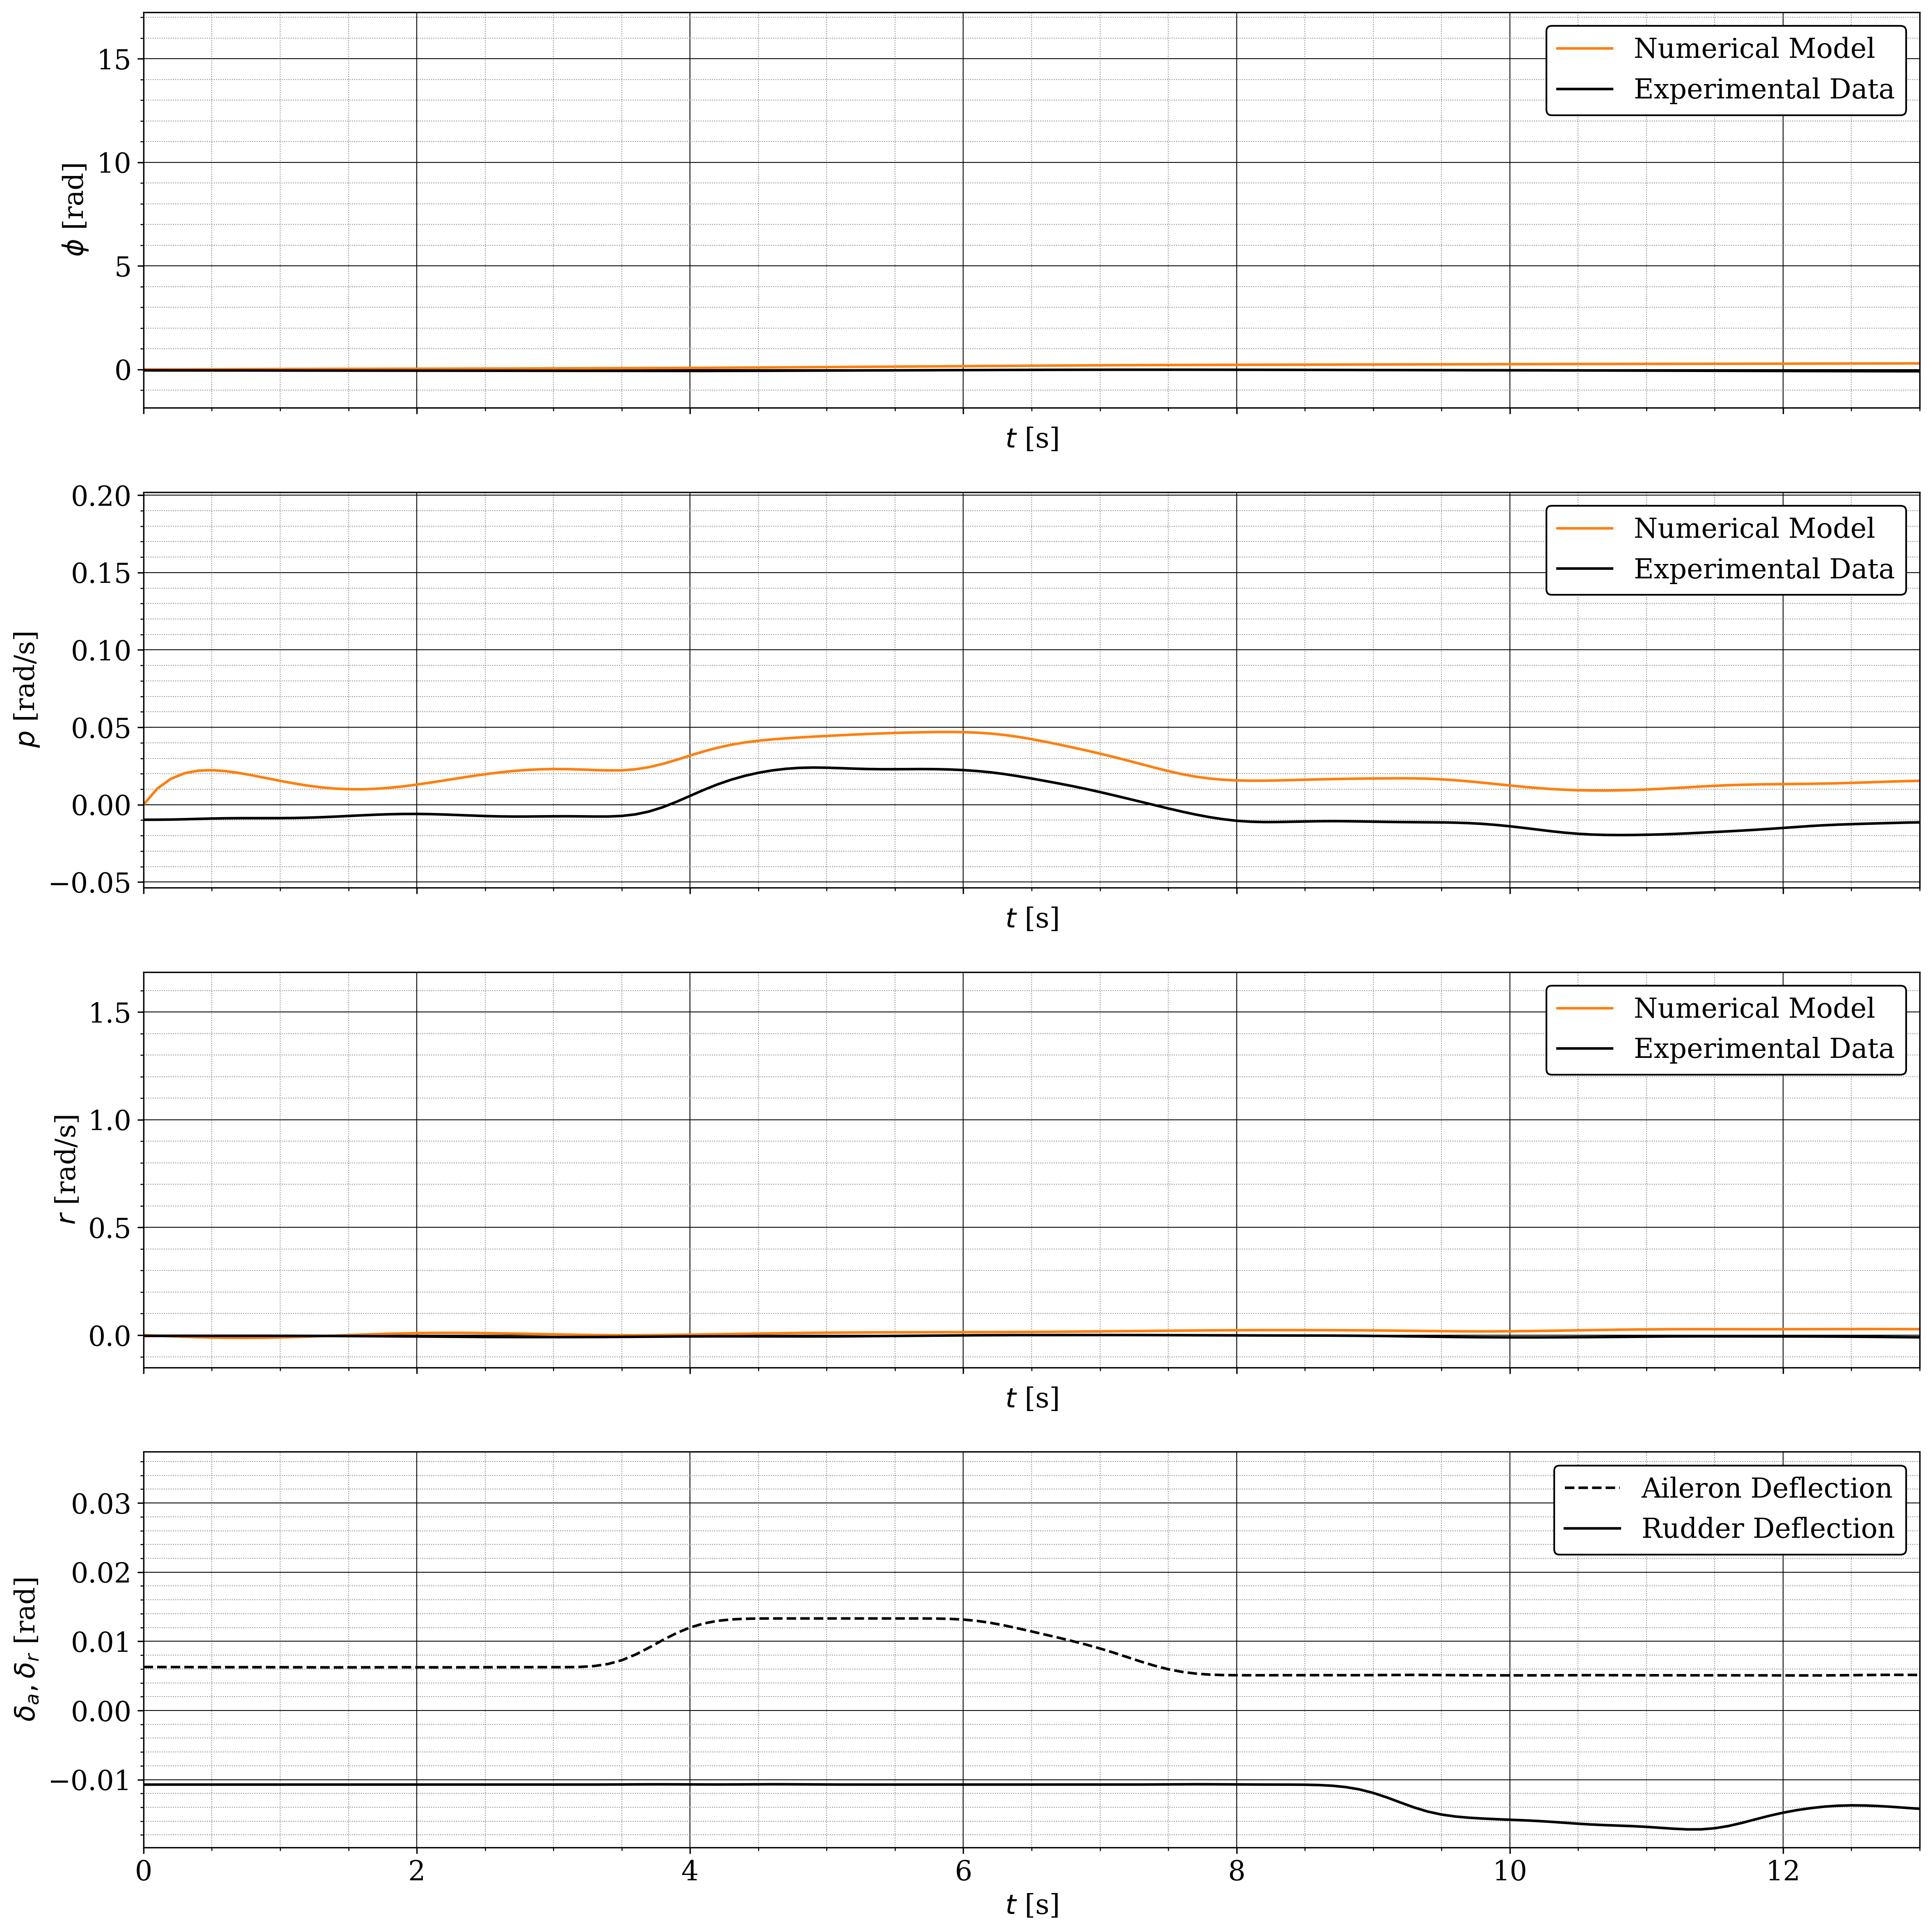 15
10
5
0
ϕ [rad]
Numerical Model
Experimental Data
t [s]
0.20
0.15
0.10
0.05
0.00
−0.05
p [rad/s]
Numerical Model
Experimental Data
t [s]
1.5
1.0
0.5
0.0
r [rad/s]
Numerical Model
Experimental Data
t [s]
0.03
0.02
0.01
0.00
−0.01
δa, δr [rad]
Aileron Deflection
Rudder Deflection
0 2 4 6 8 10 12
t [s]